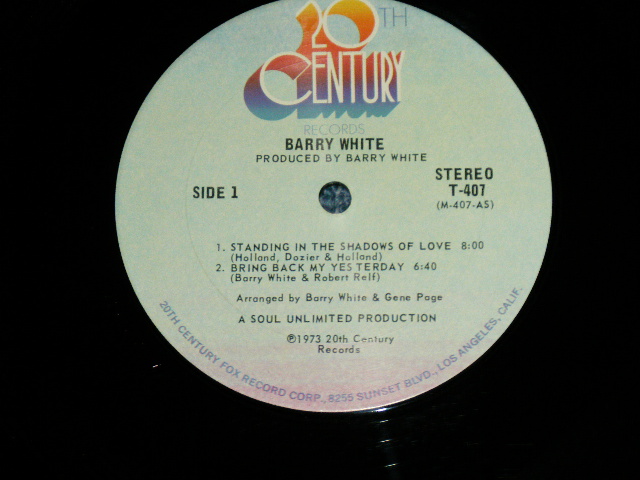 20TH
CENTURY
RECORDS
BARRY WHITE
PRODUCED BY BARRY WHITE
SIDE 1
STEREO
T-407
(M-407-AS)
1. STANDING IN THE SHADOWS OF LOVE 8:00
(Holland, Dozier & Holland)
2. BRING BACK MY YES TERDAY 6:40
(Barry White & Robert Relf)
Arranged by Barry White & Gene Page
A SOUL UNLIMITED PRODUCTION
℗1973 20th Century
Records
20TH CENTURY FOX RECORD CORP., 8255 SUNSET BLVD., LOS ANGELES, CALIF.